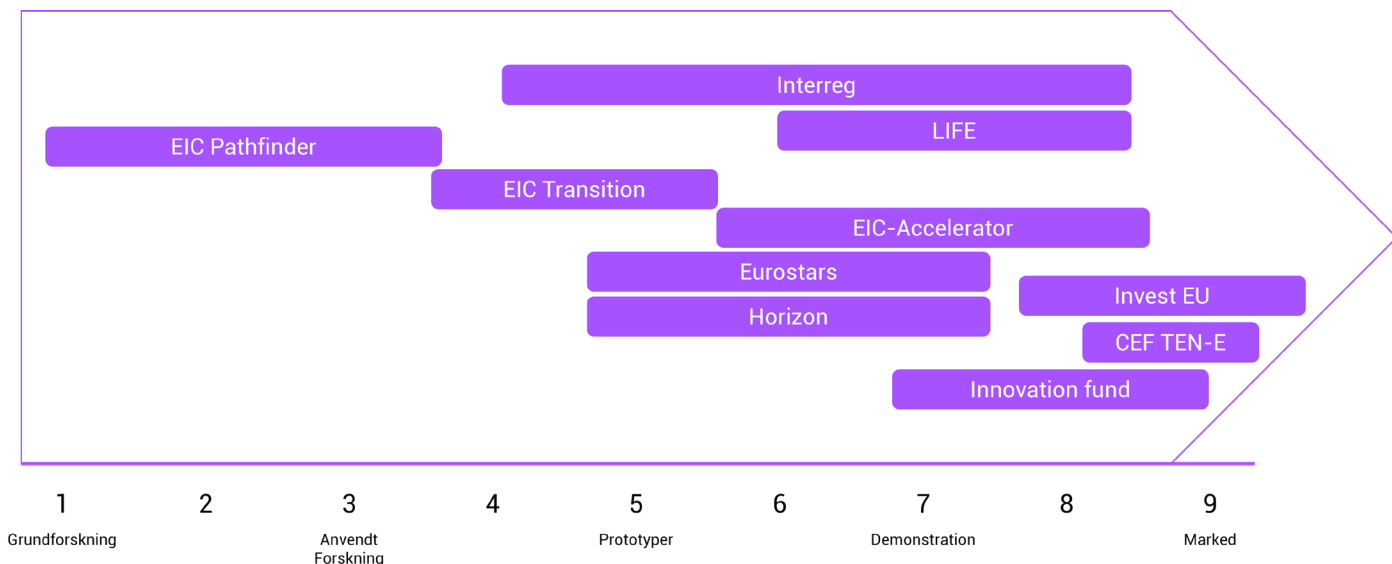 Interreg
LIFE
EIC Pathfinder
EIC Transition
EIC-Accelerator
Eurostars
Invest EU
Horizon
CEF TEN-E
Innovation fund
1 2 3 4 5 6 7 8 9
Grundforskning Anvendt Prototyper Demonstration Marked
Forskning